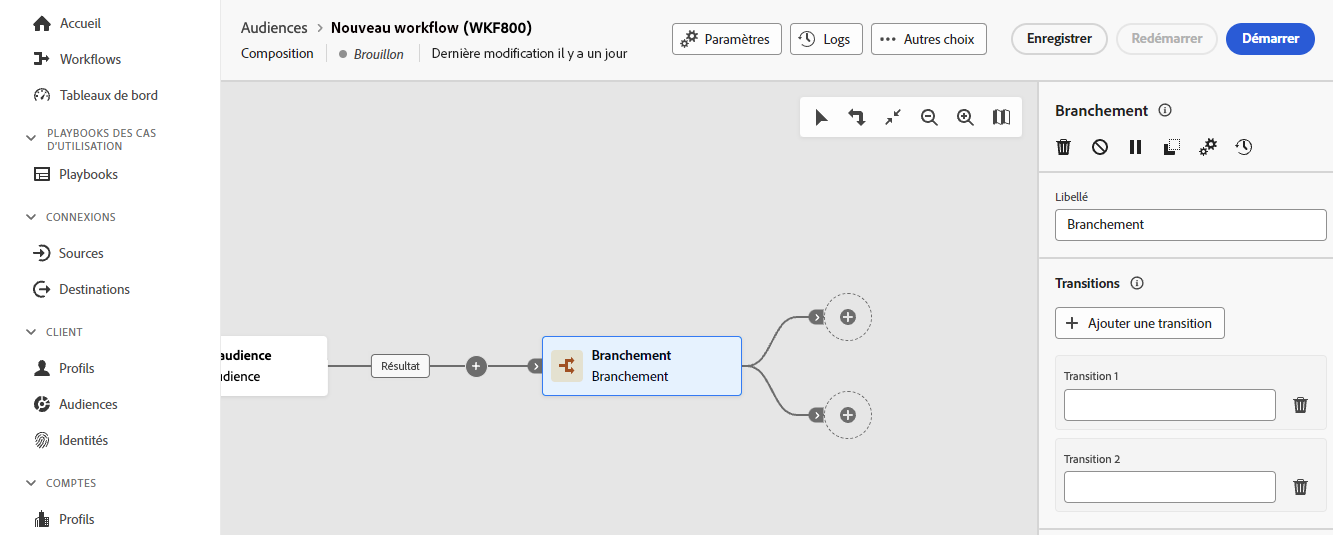 Accueil
Workflows
Tableaux de bord
PLAYBOOKS DES CAS
D'UTILISATION
Playbooks
CONNEXIONS
Sources
Destinations
CLIENT
Profils
Audiences
Identités
COMPTES
Profils
Audiences > Nouveau workflow (WKF800)
Composition
Brouillon
Dernière modification il y a un jour
Paramètres
Logs
Autres choix
Enregistrer
Redémarrer
Démarrer
audience
dience
Résultat
Branchement
Branchement
Branchement
Libellé
Branchement
Transitions
Ajouter une transition
Transition 1
Transition 2